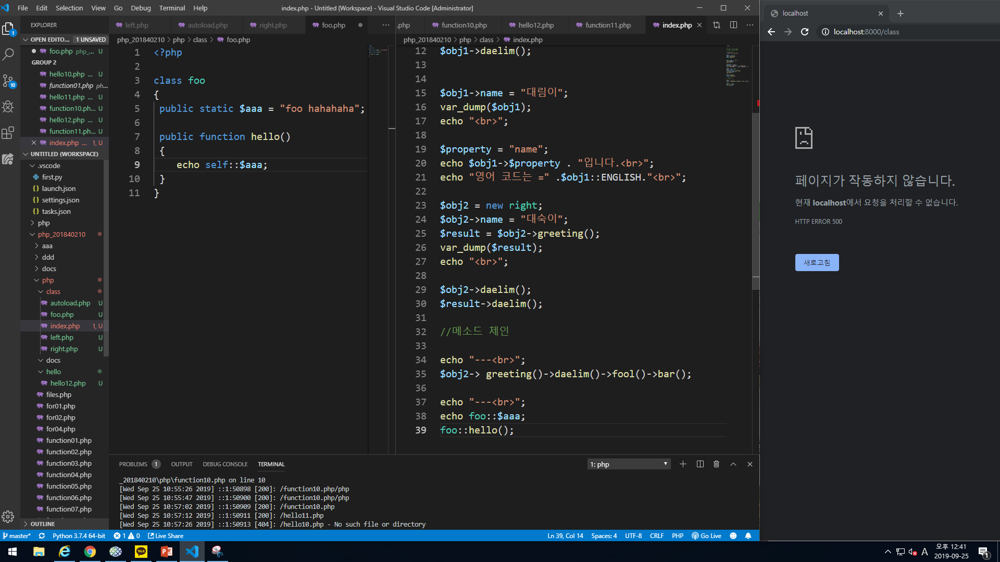 File Edit Selection View Go Debug Terminal Help
index.php - Untitled (Workspace) - Visual Studio Code [Administrator]
EXPLORER
OPEN EDITO... 1 UNSAVED
foo.php php_... U
GROUP 2
hello10.php ... U
function01.php ph...
hello11.php ... U
function10.ph... U
hello12.php ... U
function11.ph... U
index.php ... 1, U
UNTITLED (WORKSPACE)
.vscode
first.py
launch.json
settings.json
tasks.json
php
php_201840210
aaa
ddd
docs
php
class
autoload.php U
foo.php U
index.php 1, U
left.php U
right.php U
docs
hello
hello12.php U
files.php
for01.php
for02.php
for04.php
function01.php
function02.php
function03.php
function04.php
function05.php
function06.php
function07.php
OUTLINE
1
10
left.php autoload.php right.php foo.php ...
php_201840210 > php > class > foo.php
1 <?php
2
3 class foo
4 {
5 public static $aaa = "foo hahahaha";
6
7 public function hello()
8 {
9 echo self::$aaa;
10 }
11 }
.php function10.php hello12.php function11.php index.php ...
php_201840210 > php > class > index.php
12 $obj1->daelim();
13
14
15 $obj1->name = "대림이";
16 var_dump($obj1);
17 echo "<br>";
18
19 $property = "name";
20 echo $obj1->$property . "입니다.<br>";
21 echo "영어 코드는 =" .$obj1::ENGLISH."<br>";
22
23 $obj2 = new right;
24 $obj2->name = "대숙이";
25 $result = $obj2->greeting();
26 var_dump($result);
27 echo "<br>";
28
29 $obj2->daelim();
30 $result->daelim();
31
32 //메소드 체인
33
34 echo "---<br>";
35 $obj2-> greeting()->daelim()->fool()->bar();
36
37 echo "---<br>";
38 echo foo::$aaa;
39 foo::hello();
PROBLEMS 1 OUTPUT DEBUG CONSOLE TERMINAL 1: php
_201840210\php\function10.php on line 10
[Wed Sep 25 10:55:26 2019] ::1:50898 [200]: /function10.php/php
[Wed Sep 25 10:55:47 2019] ::1:50900 [200]: /function10.php/php
[Wed Sep 25 10:57:02 2019] ::1:50909 [200]: /function10.php
[Wed Sep 25 10:57:12 2019] ::1:50911 [200]: /hello11.php
[Wed Sep 25 10:57:26 2019] ::1:50913 [404]: /hello10.php - No such file or directory
master* Python 3.7.4 64-bit 1 0 Live Share Ln 39, Col 14 Spaces: 4 UTF-8 CRLF PHP Go Live
localhost
localhost:8000/class
페이지가 작동하지 않습니다.
현재 localhost에서 요청을 처리할 수 없습니다.
HTTP ERROR 500
새로고침
TALK
A
오후 12:41
2019-09-25
1